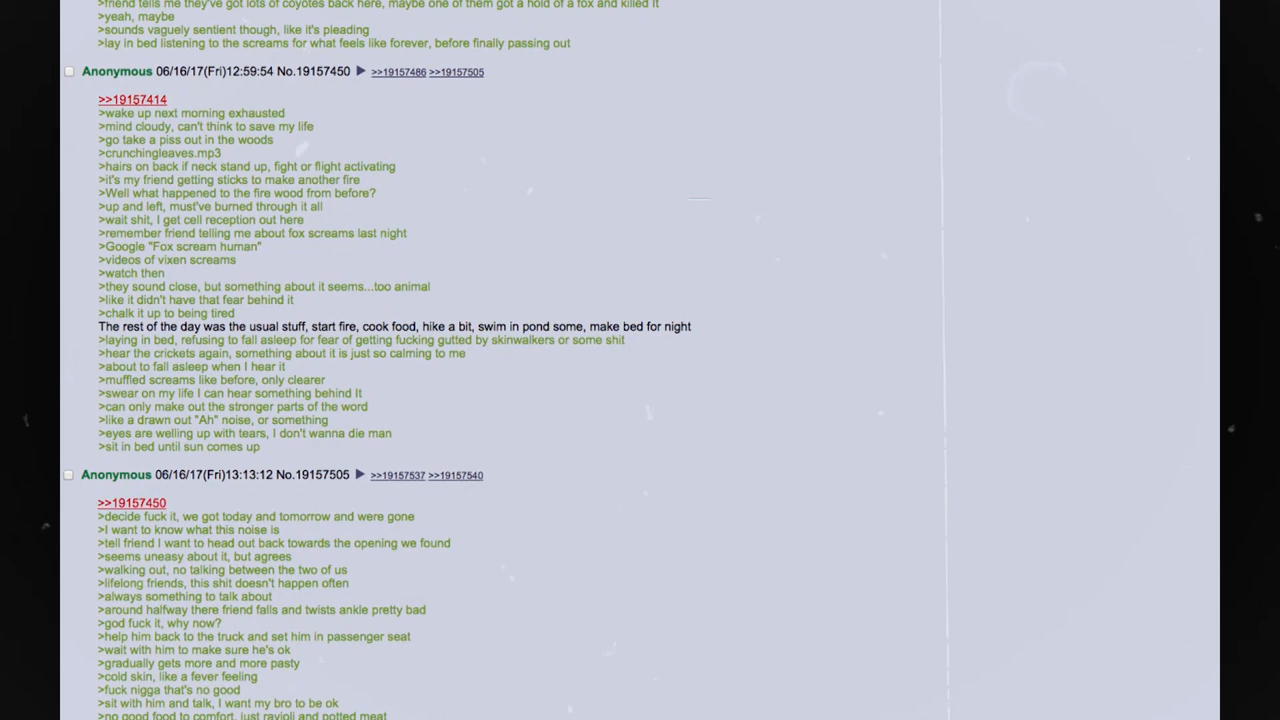 >friend tells me they've got lots of coyotes back here, maybe one of them got a hold of a fox and killed it
>yeah, maybe
>sounds vaguely sentient though, like it's pleading
>lay in bed listening to the screams for what feels like forever, before finally passing out
Anonymous 06/16/17(Fri)12:59:54 No.19157450 ▶ >>19157486 >>19157505
>>19157414
>wake up next morning exhausted
>mind cloudy, can't think to save my life
>go take a piss out in the woods
>crunchingleaves.mp3
>hairs on back if neck stand up, fight or flight activating
>it's my friend getting sticks to make another fire
>Well what happened to the fire wood from before?
>up and left, must've burned through it all
>wait shit, I get cell reception out here
>remember friend telling me about fox screams last night
>Google "Fox scream human"
>videos of vixen screams
>watch then
>they sound close, but something about it seems...too animal
>like it didn't have that fear behind it
>chalk it up to being tired
The rest of the day was the usual stuff, start fire, cook food, hike a bit, swim in pond some, make bed for night
>laying in bed, refusing to fall asleep for fear of getting fucking gutted by skinwalkers or some shit
>hear the crickets again, something about it is just so calming to me
>about to fall asleep when I hear it
>muffled screams like before, only clearer
>swear on my life I can hear something behind It
>can only make out the stronger parts of the word
>like a drawn out "Ah" noise, or something
>eyes are welling up with tears, I don't wanna die man
>sit in bed until sun comes up
Anonymous 06/16/17(Fri)13:13:12 No.19157505 ▶ >>19157537 >>19157540
>>19157450
>decide fuck it, we got today and tomorrow and were gone
>I want to know what this noise is
>tell friend I want to head out back towards the opening we found
>seems uneasy about it, but agrees
>walking out, no talking between the two of us
>lifelong friends, this shit doesn't happen often
>always something to talk about
>around halfway there friend falls and twists ankle pretty bad
>god fuck it, why now?
>help him back to the truck and set him in passenger seat
>wait with him to make sure he's ok
>gradually gets more and more pasty
>cold skin, like a fever feeling
>fuck nigga that's no good
>sit with him and talk, I want my bro to be ok
>no good food to comfort, just ravioli and potted meat